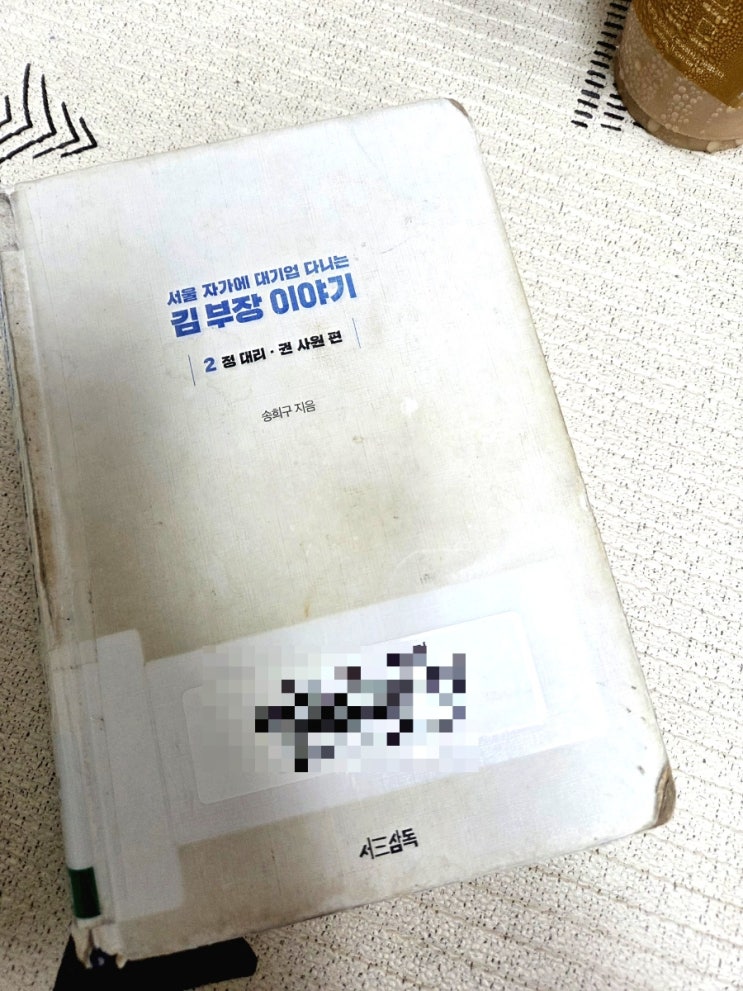 서울 자가에 대기업 다니는
김 부장 이야기
2 정 대리·권 사원 편
송희구 지음
서삼독